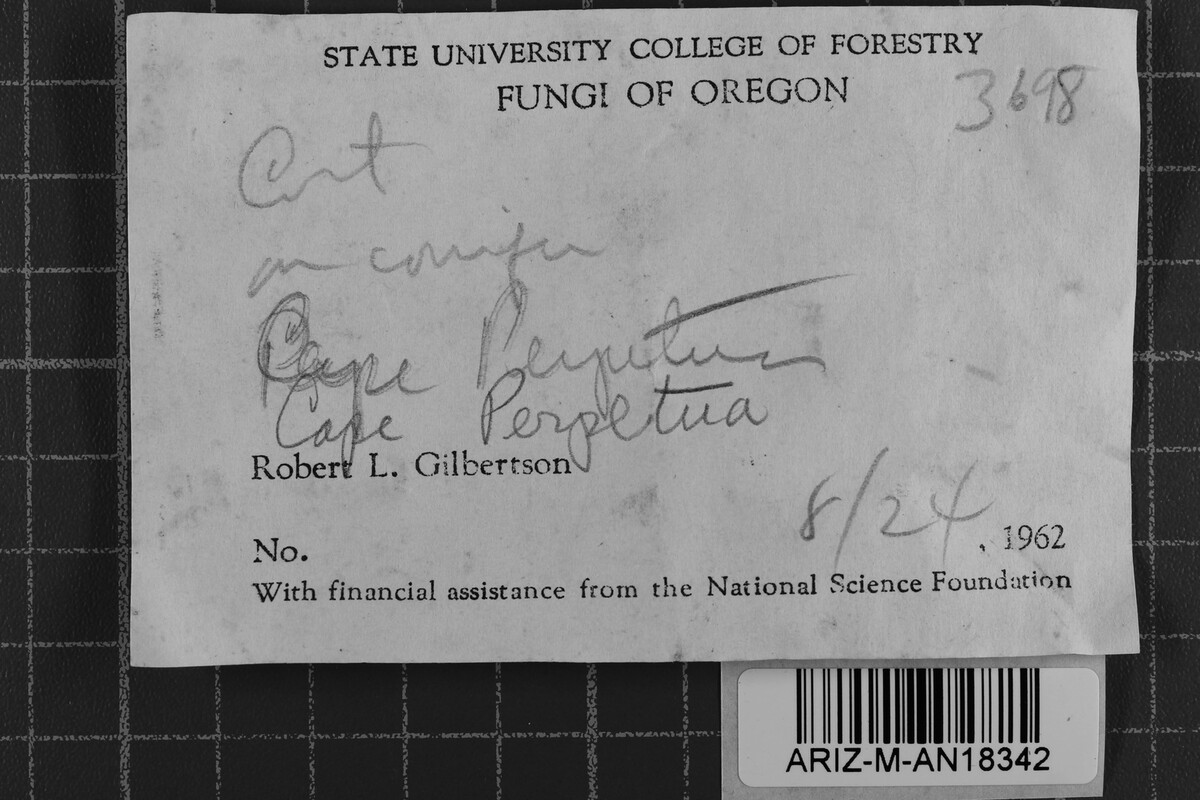 STATE UNIVERSITY COLLEGE OF FORESTRY
FUNGI OF OREGON
3698
on conifer
Cape Perpetua
Cape Perpetua
Robert L. Gilbertson
8/24, 1962
No.
With financial assistance from the National Science Foundation
ARIZ-M-AN18342